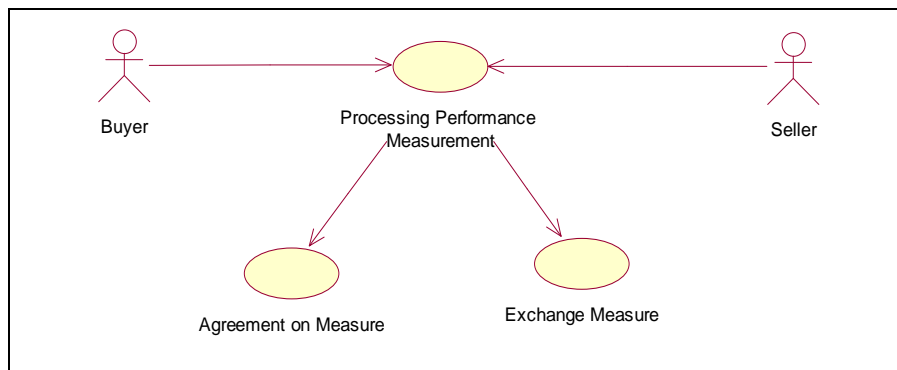 Buyer
Processing Performance
Measurement
Seller
Agreement on Measure
Exchange Measure